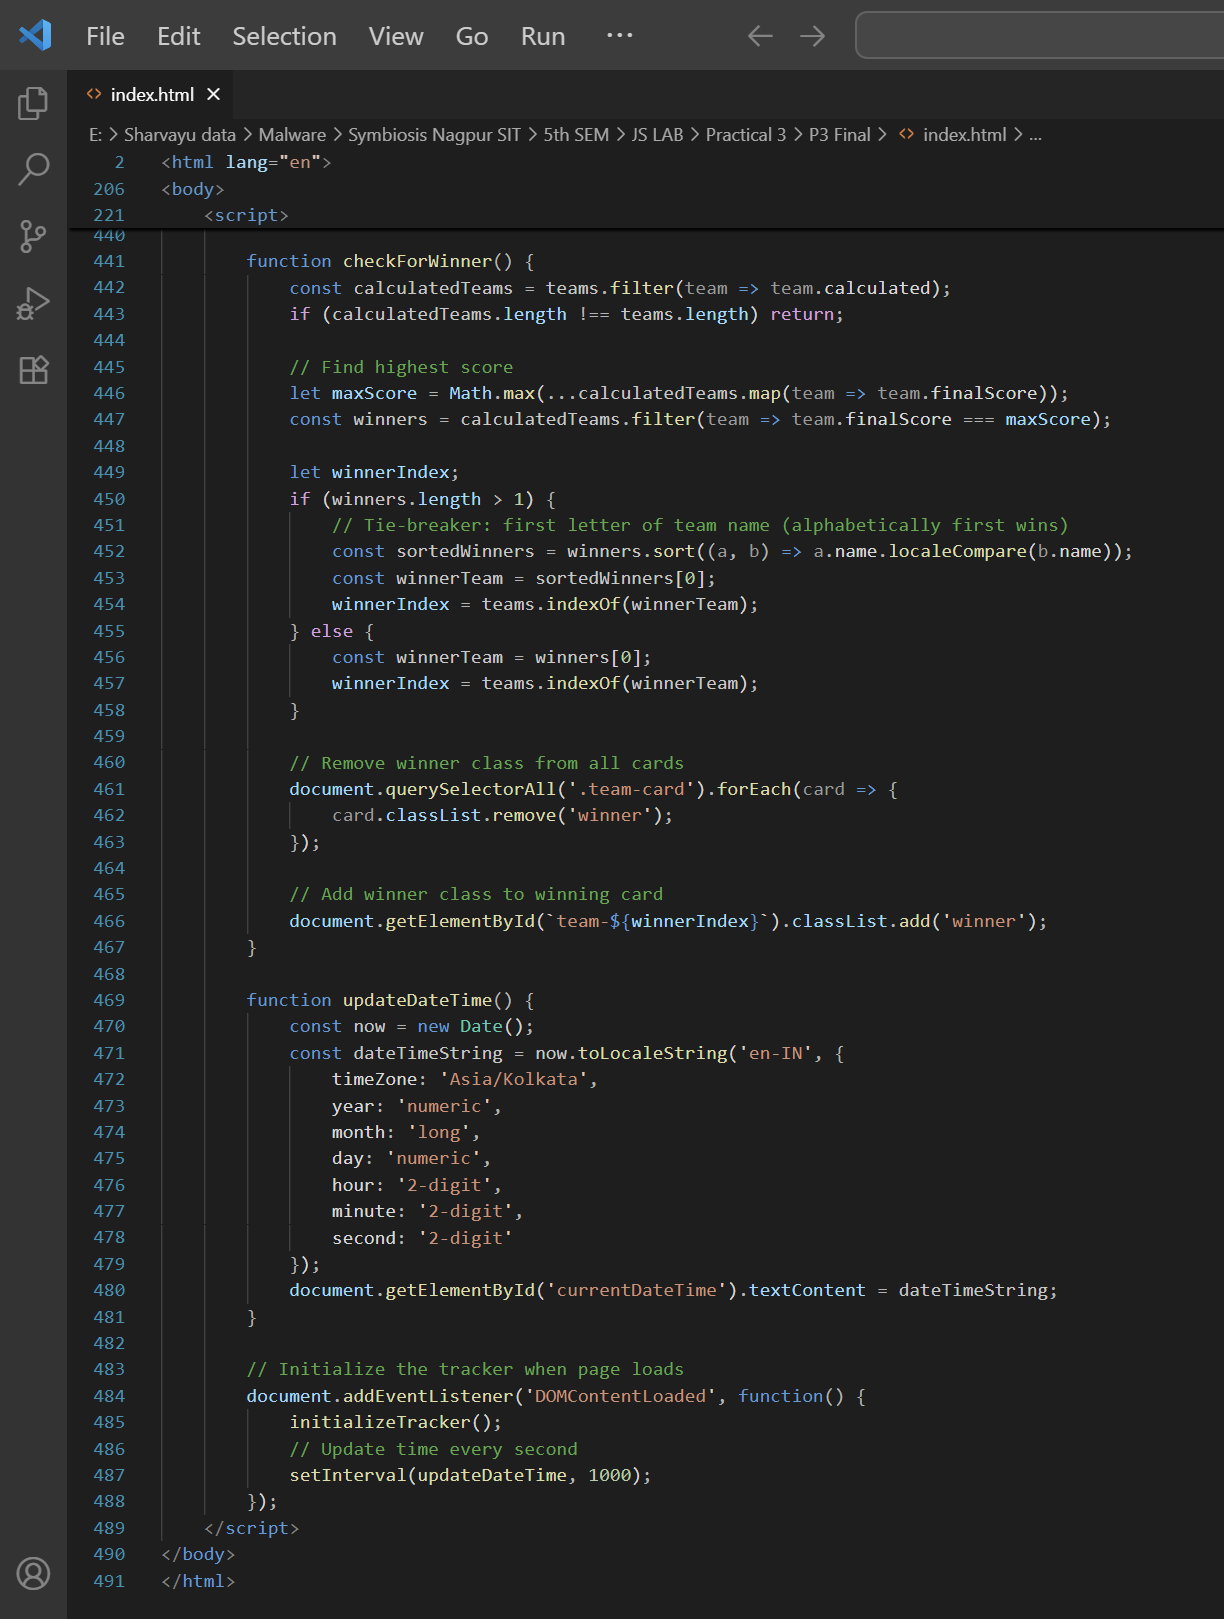 File Edit Selection View Go Run ...
index.html
E: > Sharvayu data > Malware > Symbiosis Nagpur SIT > 5th SEM > JS LAB > Practical 3 > P3 Final > index.html > ...
2 <html lang="en">
206 <body>
221 <script>
440
441 function checkForWinner() {
442 const calculatedTeams = teams.filter(team => team.calculated);
443 if (calculatedTeams.length !== teams.length) return;
444
445 // Find highest score
446 let maxScore = Math.max(...calculatedTeams.map(team => team.finalScore));
447 const winners = calculatedTeams.filter(team => team.finalScore === maxScore);
448
449 let winnerIndex;
450 if (winners.length > 1) {
451 // Tie-breaker: first letter of team name (alphabetically first wins)
452 const sortedWinners = winners.sort((a, b) => a.name.localeCompare(b.name));
453 const winnerTeam = sortedWinners[0];
454 winnerIndex = teams.indexOf(winnerTeam);
455 } else {
456 const winnerTeam = winners[0];
457 winnerIndex = teams.indexOf(winnerTeam);
458 }
459
460 // Remove winner class from all cards
461 document.querySelectorAll('.team-card').forEach(card => {
462 card.classList.remove('winner');
463 });
464
465 // Add winner class to winning card
466 document.getElementById(`team-${winnerIndex}`).classList.add('winner');
467 }
468
469 function updateDateTime() {
470 const now = new Date();
471 const dateTimeString = now.toLocaleString('en-IN', {
472 timeZone: 'Asia/Kolkata',
473 year: 'numeric',
474 month: 'long',
475 day: 'numeric',
476 hour: '2-digit',
477 minute: '2-digit',
478 second: '2-digit'
479 });
480 document.getElementById('currentDateTime').textContent = dateTimeString;
481 }
482
483 // Initialize the tracker when page loads
484 document.addEventListener('DOMContentLoaded', function() {
485 initializeTracker();
486 // Update time every second
487 setInterval(updateDateTime, 1000);
488 });
489 </script>
490 </body>
491 </html>